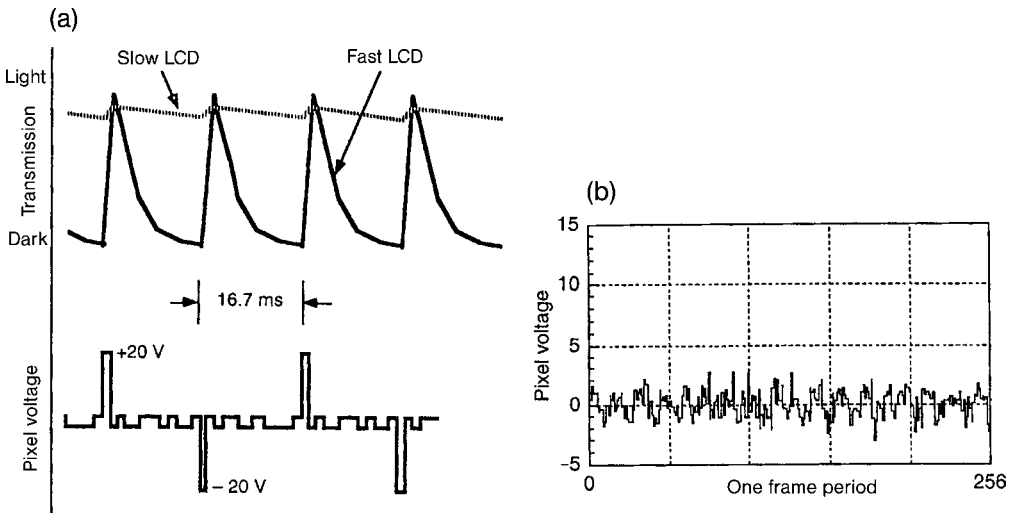 (a)
Slow LCD
Fast LCD
Light
Transmission
Dark
16.7 ms
+20 V
Pixel voltage
– 20 V
(b)
15
10
5
0
–5
Pixel voltage
0
One frame period
256